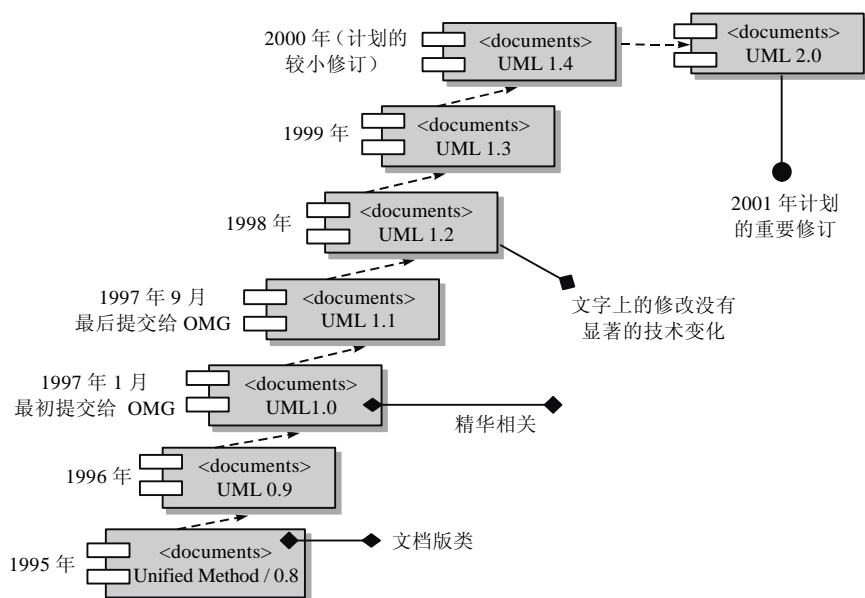 2000 年（计划的
较小修订）
<documents>
UML 1.4
<documents>
UML 2.0
1999 年
<documents>
UML 1.3
2001 年计划
的重要修订
1998 年
<documents>
UML 1.2
文字上的修改没有
显著的技术变化
1997 年 9 月
最后提交给 OMG
<documents>
UML 1.1
1997 年 1 月
最初提交给 OMG
<documents>
UML1.0
精华相关
1996 年
<documents>
UML 0.9
1995 年
<documents>
Unified Method / 0.8
文档版类